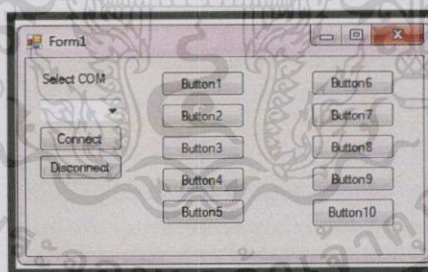 Form1
Select COM
Connect
Disconnect
Button1
Button2
Button3
Button4
Button5
Button6
Button7
Button8
Button9
Button10